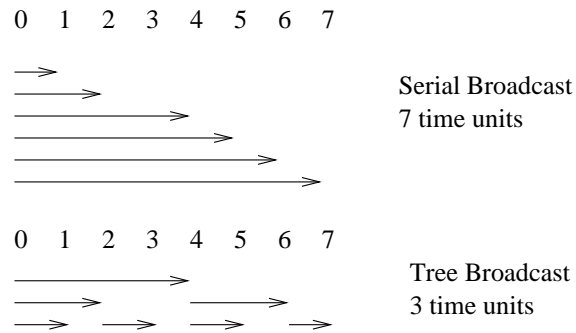 0 1 2 3 4 5 6 7
Serial Broadcast
7 time units
0 1 2 3 4 5 6 7
Tree Broadcast
3 time units